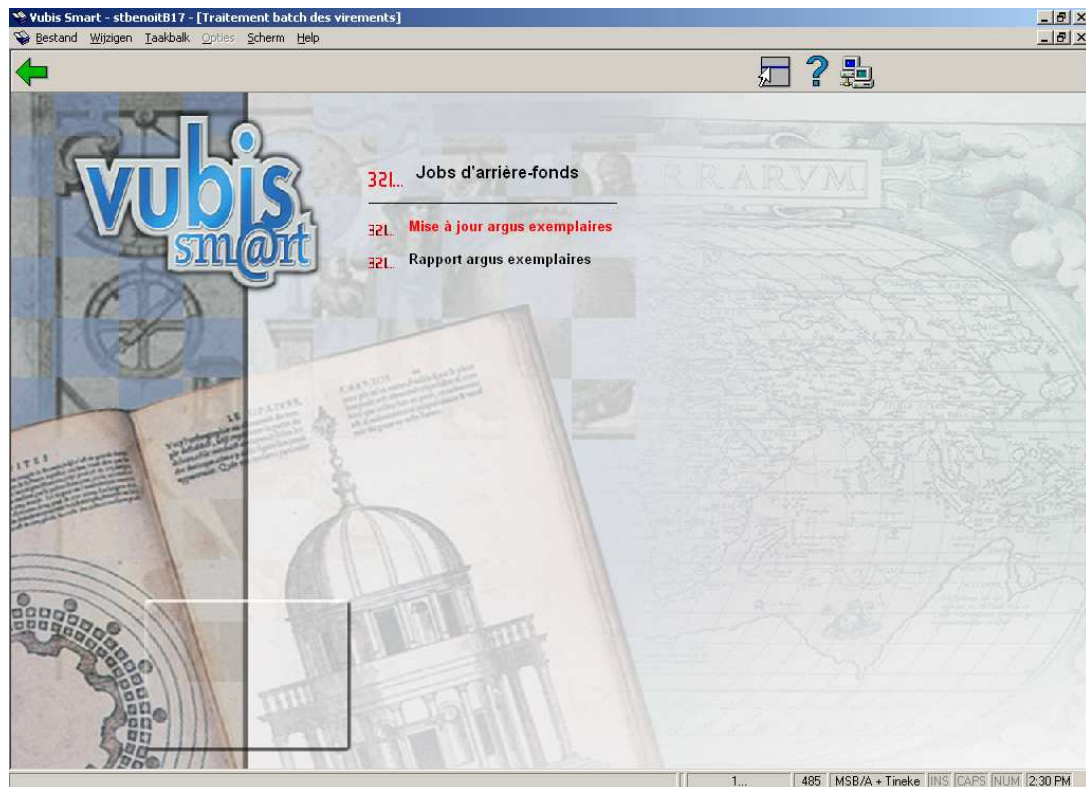 Vubis Smart - stbenoitB17 - [Traitement batch des virements]
Bestand Wijzigen Taakbalk Opties Scherm Help
vubis
sm@rt
321... Jobs d'arrière-fonds
321... Mise à jour argus exemplaires
321... Rapport argus exemplaires
1... 485 MSB/A + Tineke INS CAPS NUM 2:30 PM